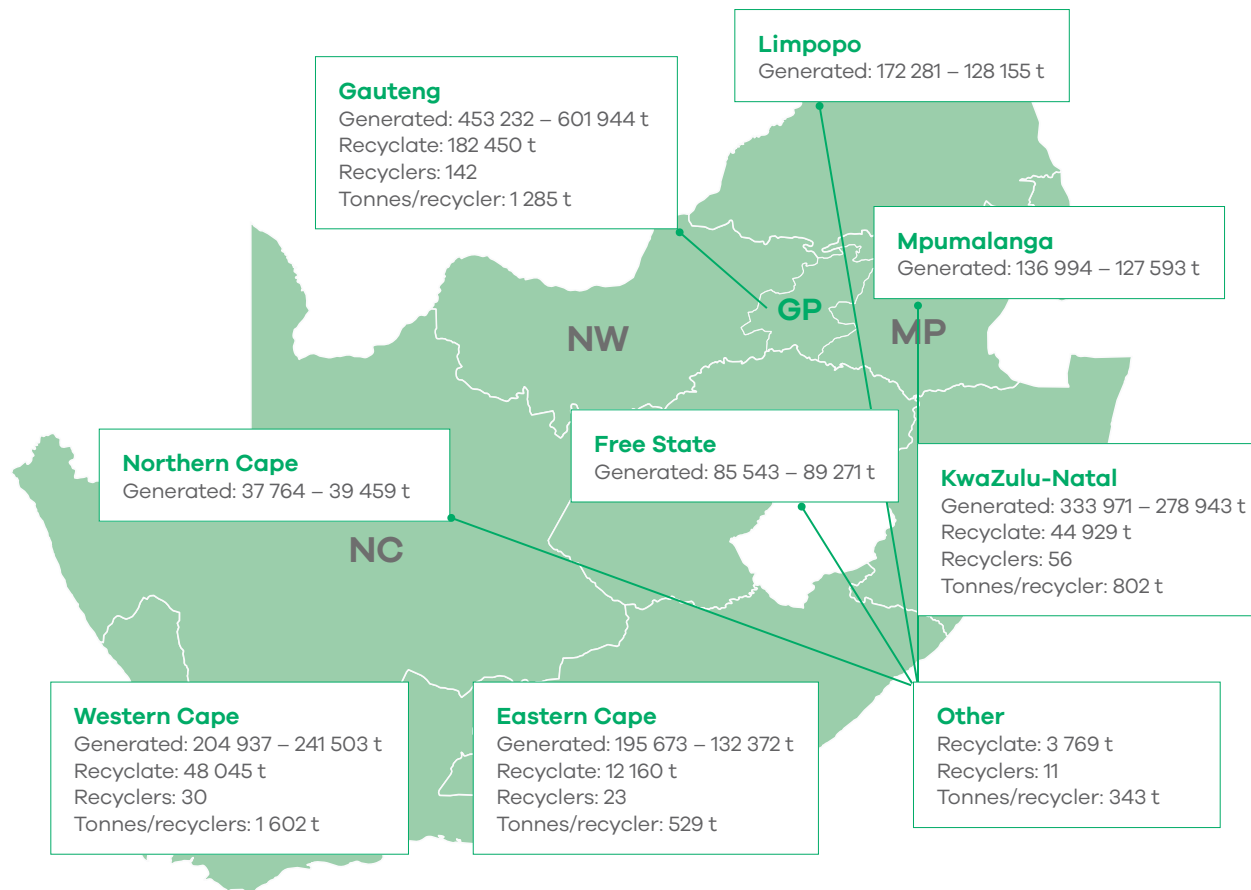 Limpopo
Generated: 172 281 – 128 155 t
Gauteng
Generated: 453 232 – 601 944 t
Recyclate: 182 450 t
Recyclers: 142
Tonnes/recycler: 1 285 t
Mpumalanga
Generated: 136 994 – 127 593 t
GP
NW
MP
Northern Cape
Generated: 37 764 – 39 459 t
Free State
Generated: 85 543 – 89 271 t
KwaZulu-Natal
Generated: 333 971 – 278 943 t
Recyclate: 44 929 t
Recyclers: 56
Tonnes/recycler: 802 t
NC
Western Cape
Generated: 204 937 – 241 503 t
Recyclate: 48 045 t
Recyclers: 30
Tonnes/recyclers: 1 602 t
Eastern Cape
Generated: 195 673 – 132 372 t
Recyclate: 12 160 t
Recyclers: 23
Tonnes/recycler: 529 t
Other
Recyclate: 3 769 t
Recyclers: 11
Tonnes/recycler: 343 t